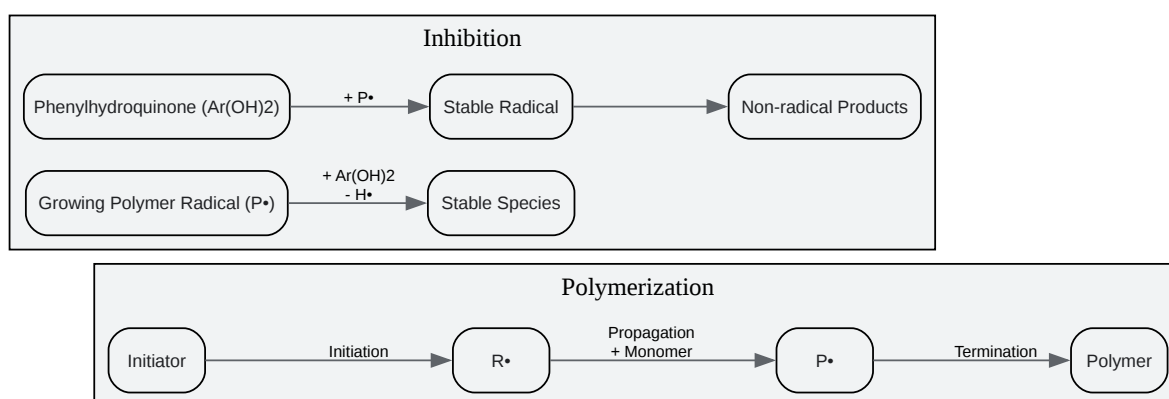 Inhibition
Phenylhydroquinone (Ar(OH)2)
+ P•
Stable Radical
Non-radical Products
Growing Polymer Radical (P•)
+ Ar(OH)2
- H•
Stable Species
Polymerization
Initiator
Initiation
R•
Propagation
+ Monomer
P•
Termination
Polymer